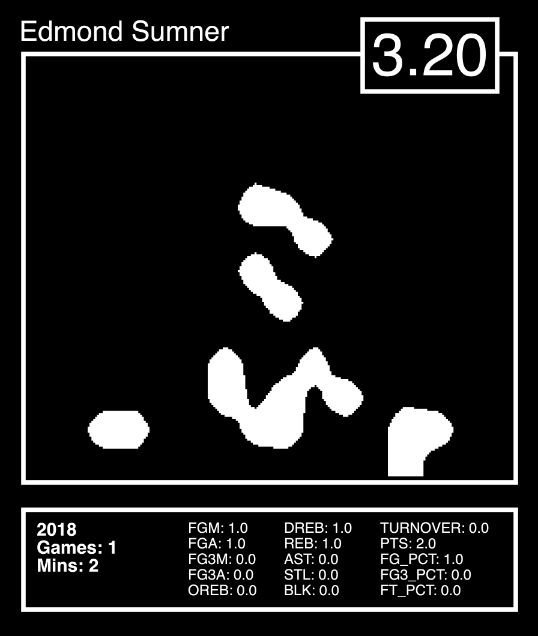 Edmond Sumner
3.20
2018
Games: 1
Mins: 2
FGM: 1.0
FGA: 1.0
FG3M: 0.0
FG3A: 0.0
OREB: 0.0
DREB: 1.0
REB: 1.0
AST: 0.0
STL: 0.0
BLK: 0.0
TURNOVER: 0.0
PTS: 2.0
FG_PCT: 1.0
FG3_PCT: 0.0
FT_PCT: 0.0